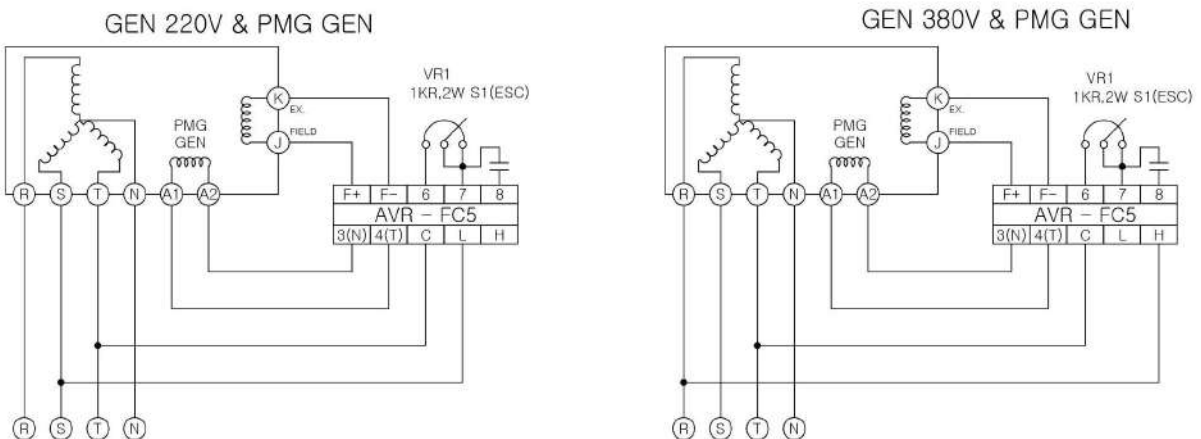 GEN 220V & PMG GEN
VR1
1KR,2W S1(ESC)
K
EX.
PMG
GEN
FIELD
J
R S T N A1 A2
F+ F- 6 7 8
AVR - FC5
3(N) 4(T) C L H
R S T N
GEN 380V & PMG GEN
VR1
1KR,2W S1(ESC)
K
EX.
PMG
GEN
FIELD
J
R S T N A1 A2
F+ F- 6 7 8
AVR - FC5
3(N) 4(T) C L H
R S T N